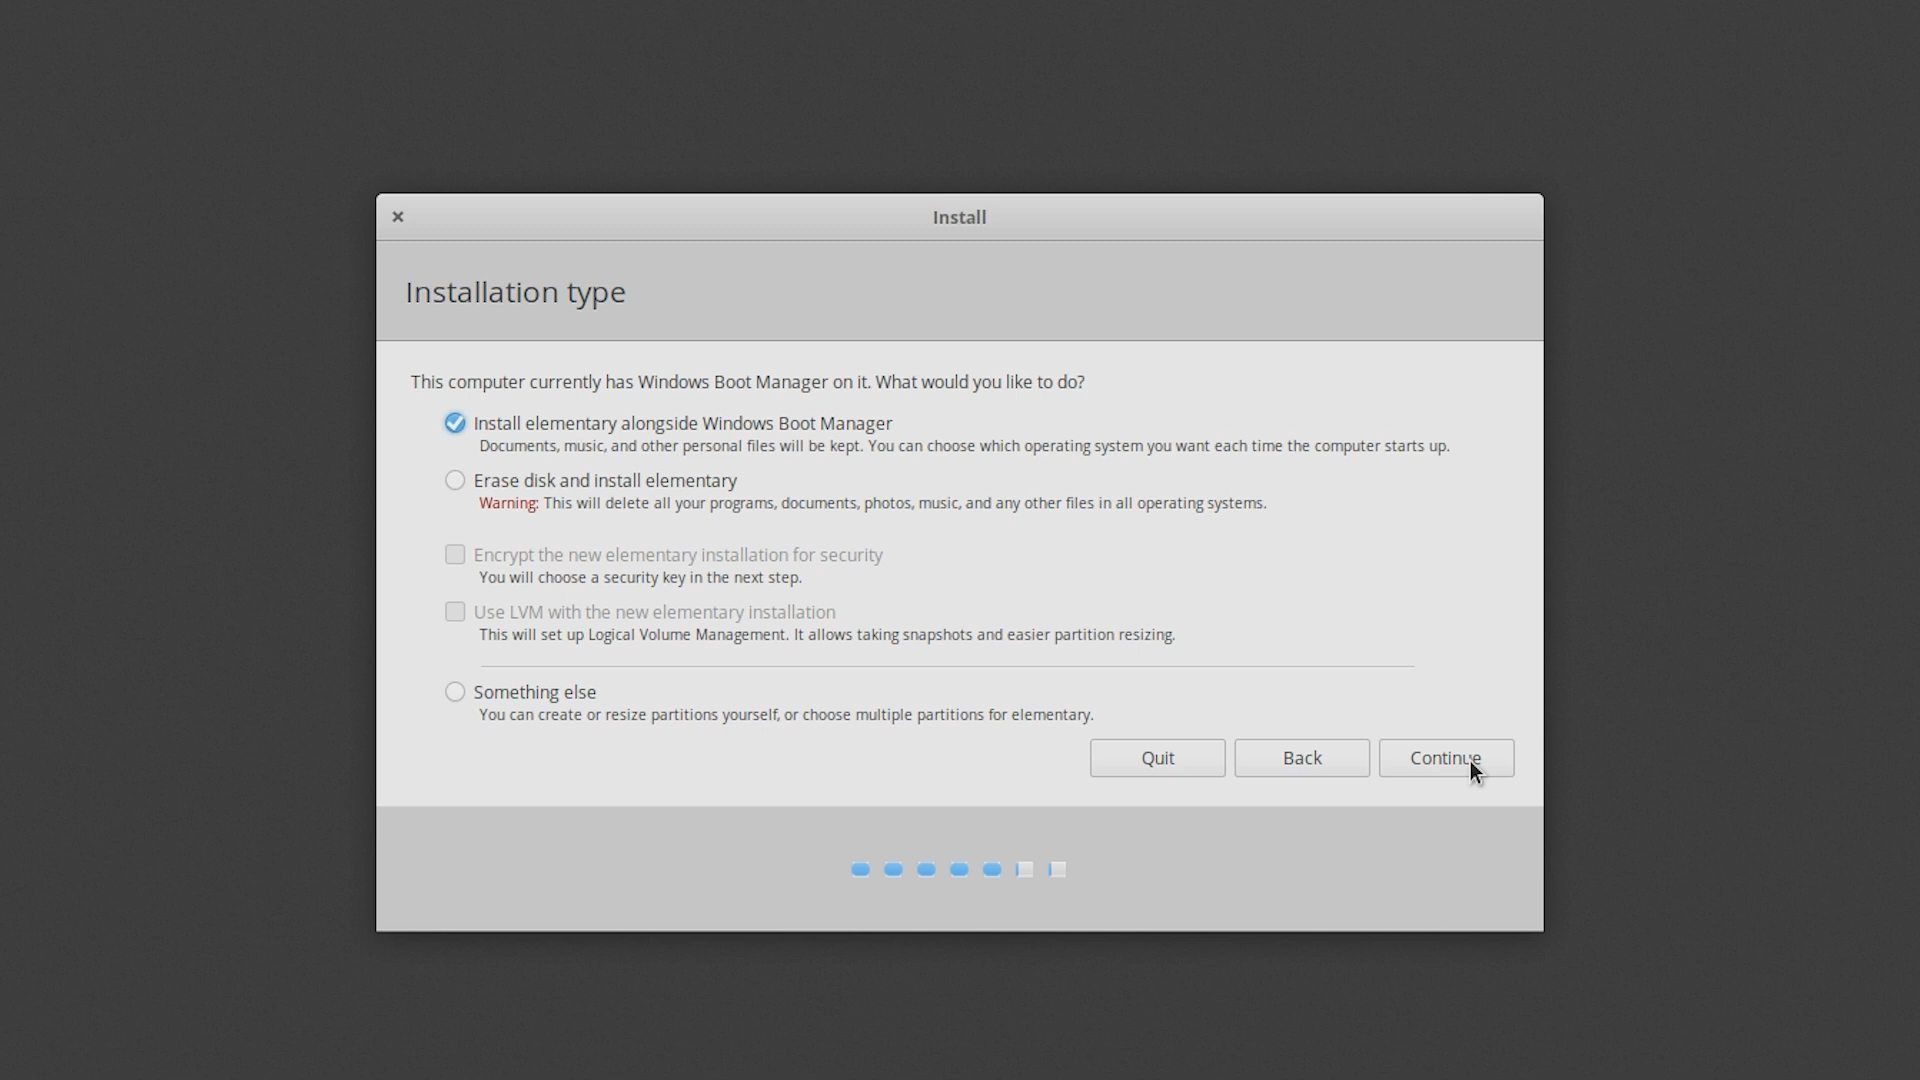 Install
Installation type
This computer currently has Windows Boot Manager on it. What would you like to do?
Install elementary alongside Windows Boot Manager
Documents, music, and other personal files will be kept. You can choose which operating system you want each time the computer starts up.
Erase disk and install elementary
Warning: This will delete all your programs, documents, photos, music, and any other files in all operating systems.
Encrypt the new elementary installation for security
You will choose a security key in the next step.
Use LVM with the new elementary installation
This will set up Logical Volume Management. It allows taking snapshots and easier partition resizing.
Something else
You can create or resize partitions yourself, or choose multiple partitions for elementary.
Quit
Back
Continue